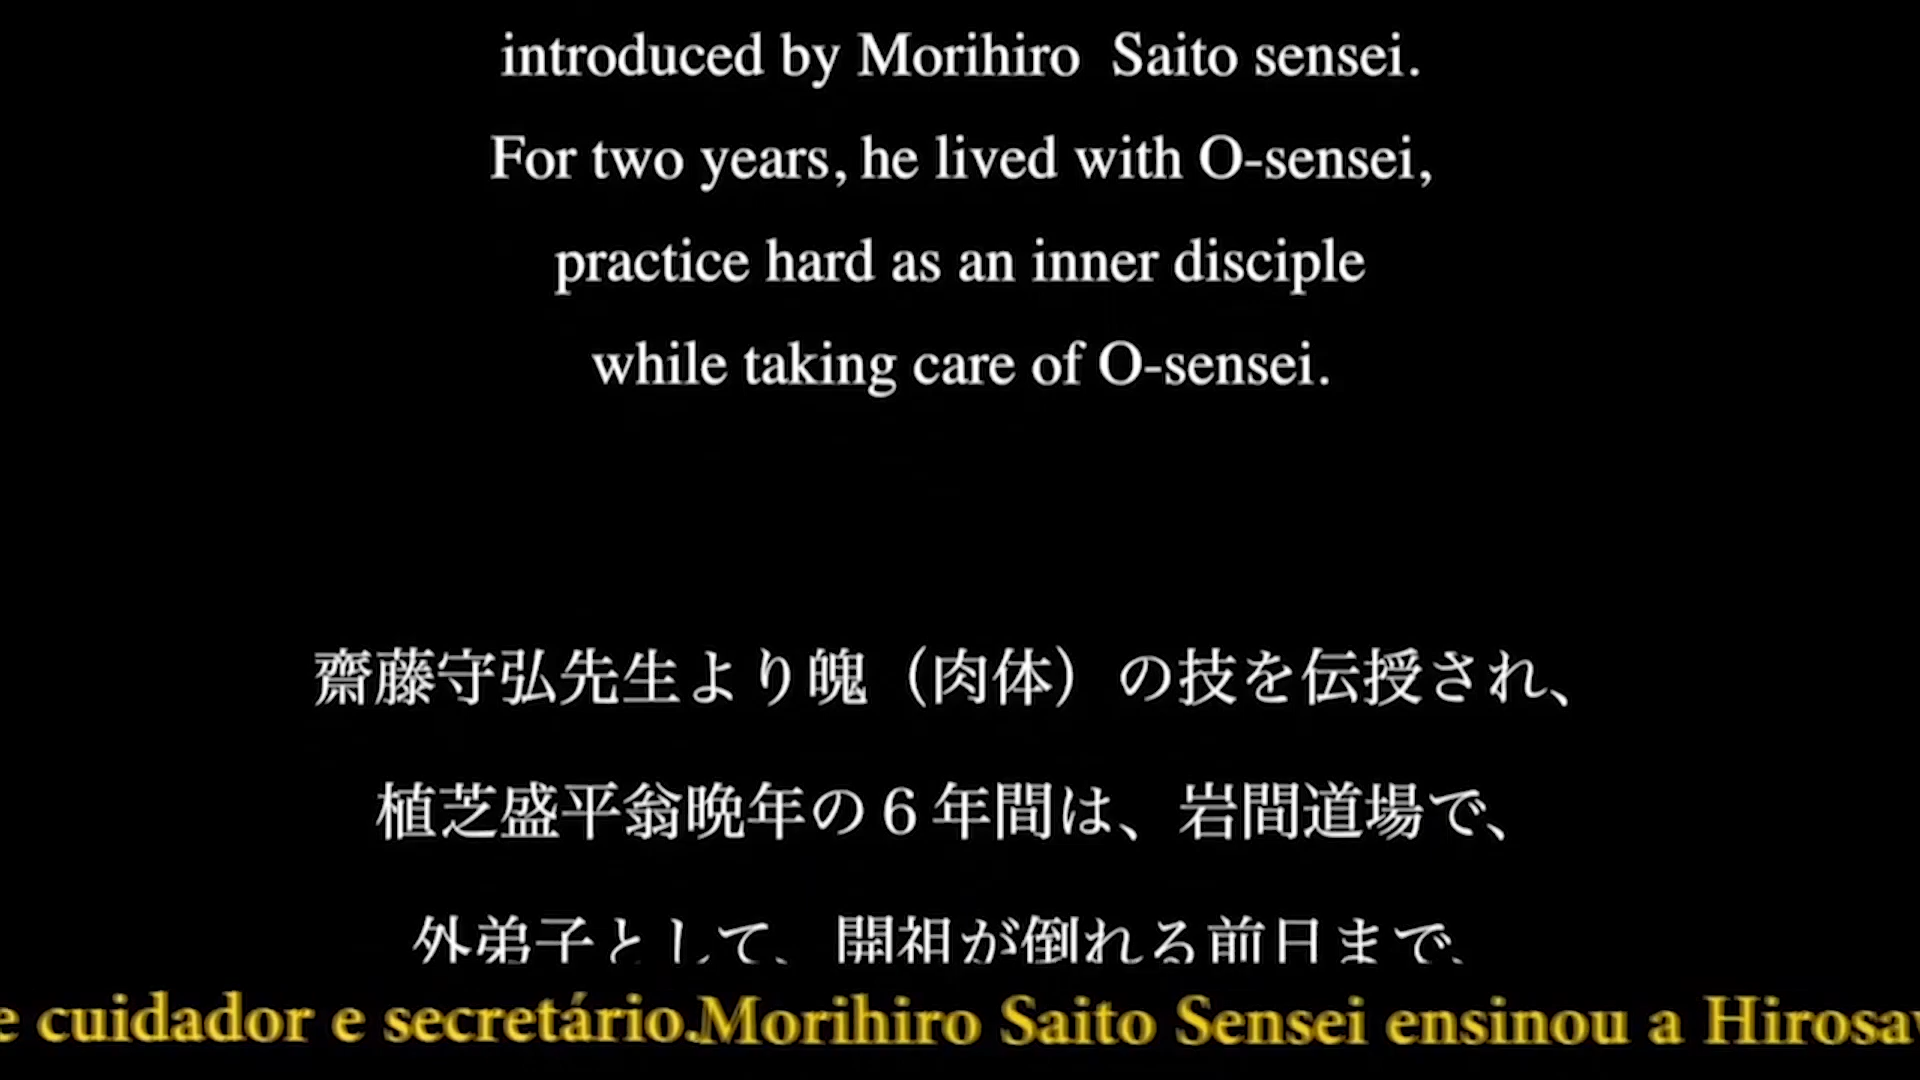 introduced by Morihiro  Saito sensei.
For two years, he lived with O-sensei,
practice hard as an inner disciple
while taking care of O-sensei.
齋藤守弘先生より魄（肉体）の技を伝授され、
植芝盛平翁晩年の６年間は、岩間道場で、
外弟子として、開祖が倒れる前日まで、
e cuidador e secretário.Morihiro Saito Sensei ensinou a